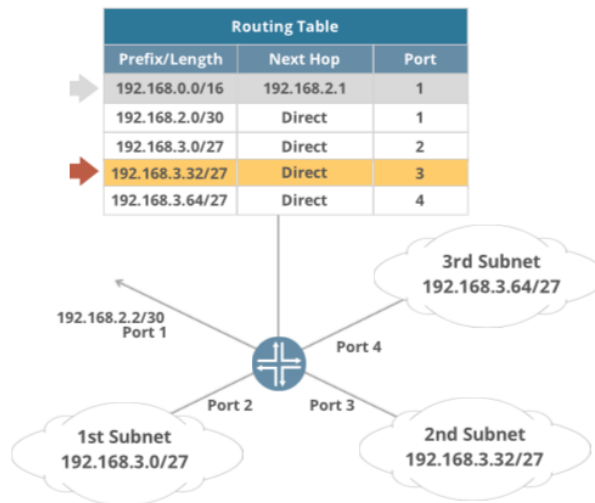 Routing Table
Prefix/Length Next Hop Port
192.168.0.0/16 192.168.2.1 1
192.168.2.0/30 Direct 1
192.168.3.0/27 Direct 2
192.168.3.32/27 Direct 3
192.168.3.64/27 Direct 4
3rd Subnet
192.168.3.64/27
192.168.2.2/30
Port 1
Port 4
Port 2
Port 3
1st Subnet
192.168.3.0/27
2nd Subnet
192.168.3.32/27